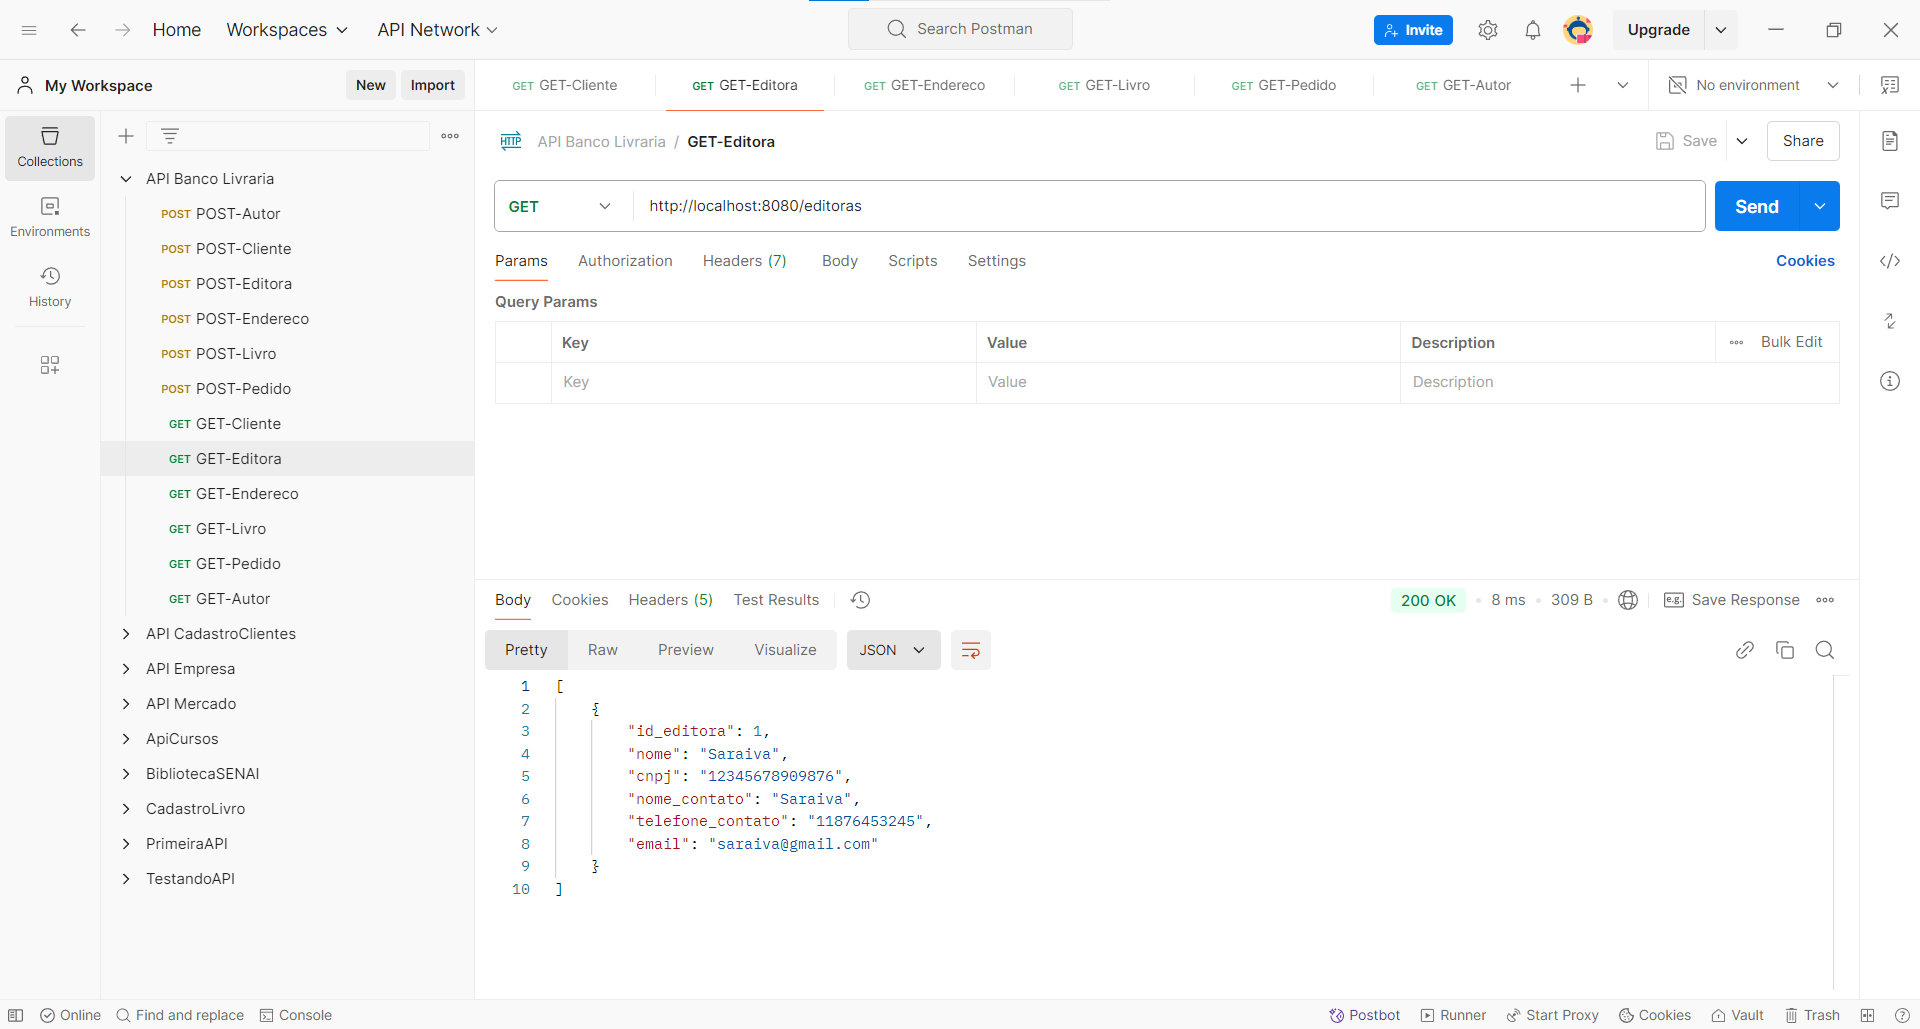 Home Workspaces API Network Search Postman Invite Upgrade
My Workspace New Import GET GET-Cliente GET GET-Editora GET GET-Endereco GET GET-Livro GET GET-Pedido GET GET-Autor No environment
Collections
Environments
History
API Banco Livraria
POST POST-Autor
POST POST-Cliente
POST POST-Editora
POST POST-Endereco
POST POST-Livro
POST POST-Pedido
GET GET-Cliente
GET GET-Editora
GET GET-Endereco
GET GET-Livro
GET GET-Pedido
GET GET-Autor
API CadastroClientes
API Empresa
API Mercado
ApiCursos
BibliotecaSENAI
CadastroLivro
PrimeiraAPI
TestandoAPI
HTTP API Banco Livraria / GET-Editora Save Share
GET http://localhost:8080/editoras Send
Params Authorization Headers (7) Body Scripts Settings Cookies
Query Params
Key Value Description Bulk Edit
Key Value Description
Body Cookies Headers (5) Test Results 200 OK 8 ms 309 B e.g. Save Response
Pretty Raw Preview Visualize JSON
1 [
2 {
3 "id_editora": 1,
4 "nome": "Saraiva",
5 "cnpj": "12345678909876",
6 "nome_contato": "Saraiva",
7 "telefone_contato": "11876453245",
8 "email": "saraiva@gmail.com"
9 }
10 ]
Online Find and replace Console Postbot Runner Start Proxy Cookies Vault Trash